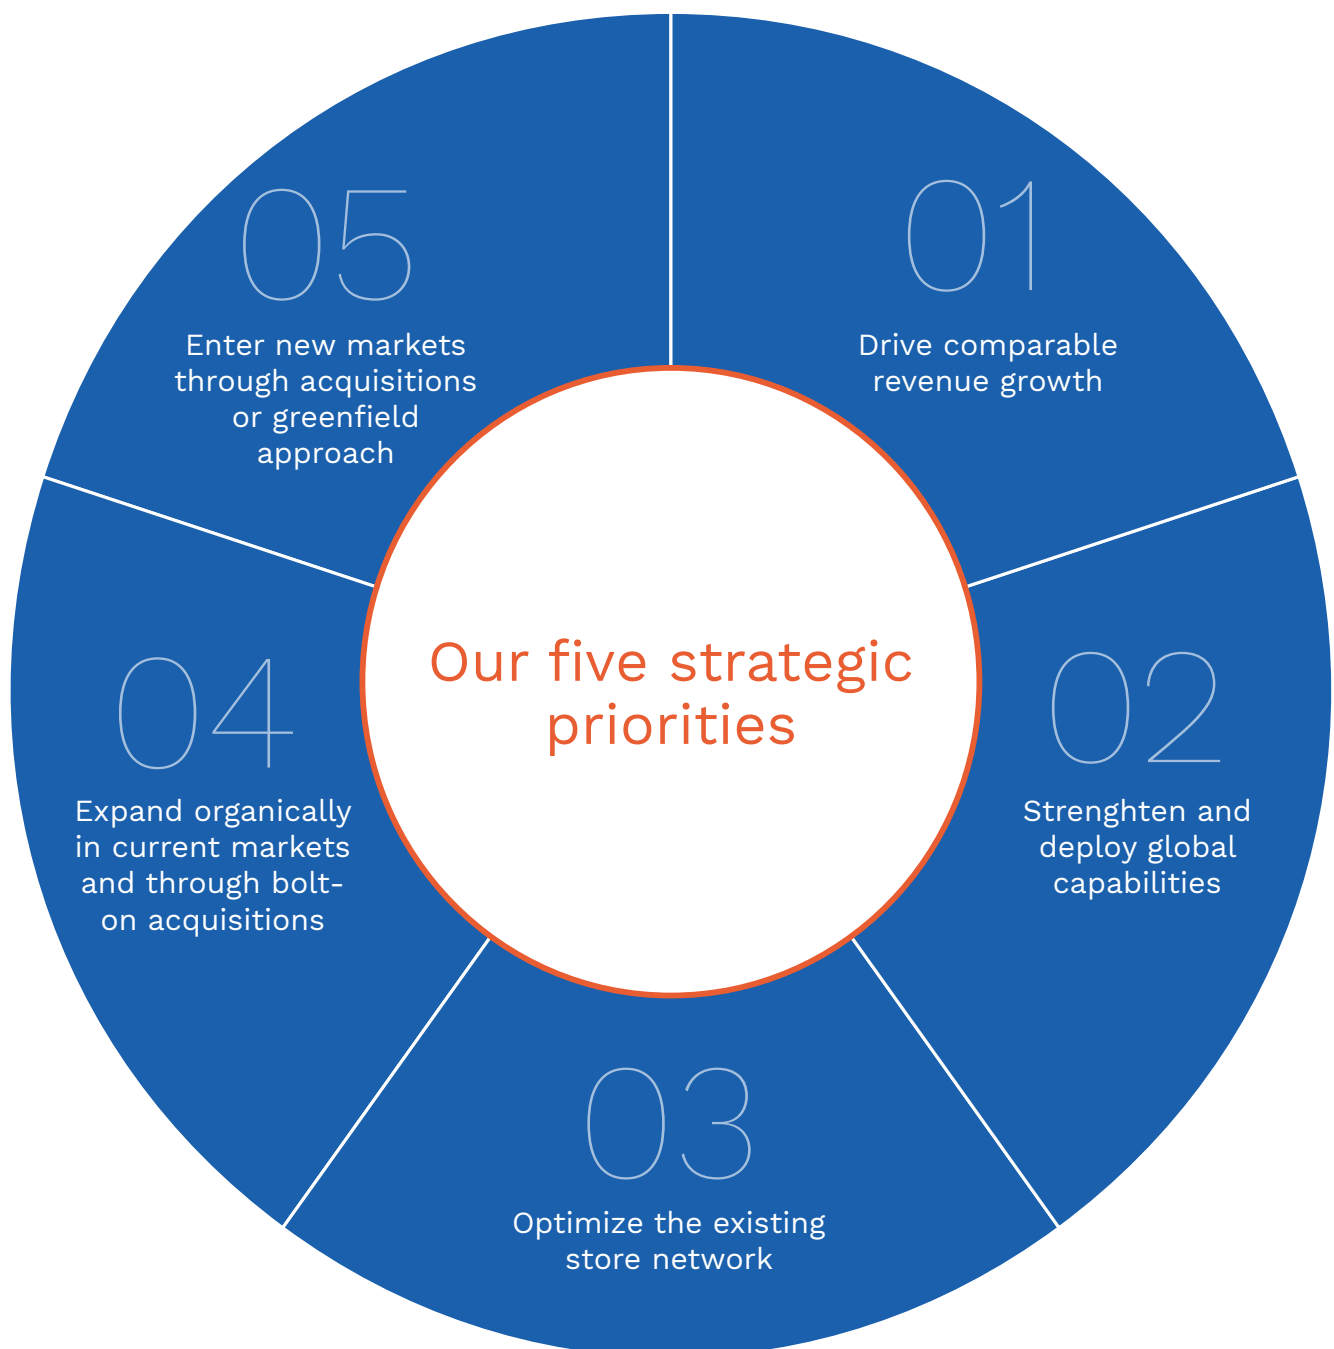 Our five strategic
priorities
01
Drive comparable
revenue growth
02
Strenghten and
deploy global
capabilities
03
Optimize the existing
store network
04
Expand organically
in current markets
and through bolt-
on acquisitions
05
Enter new markets
through acquisitions
or greenfield
approach